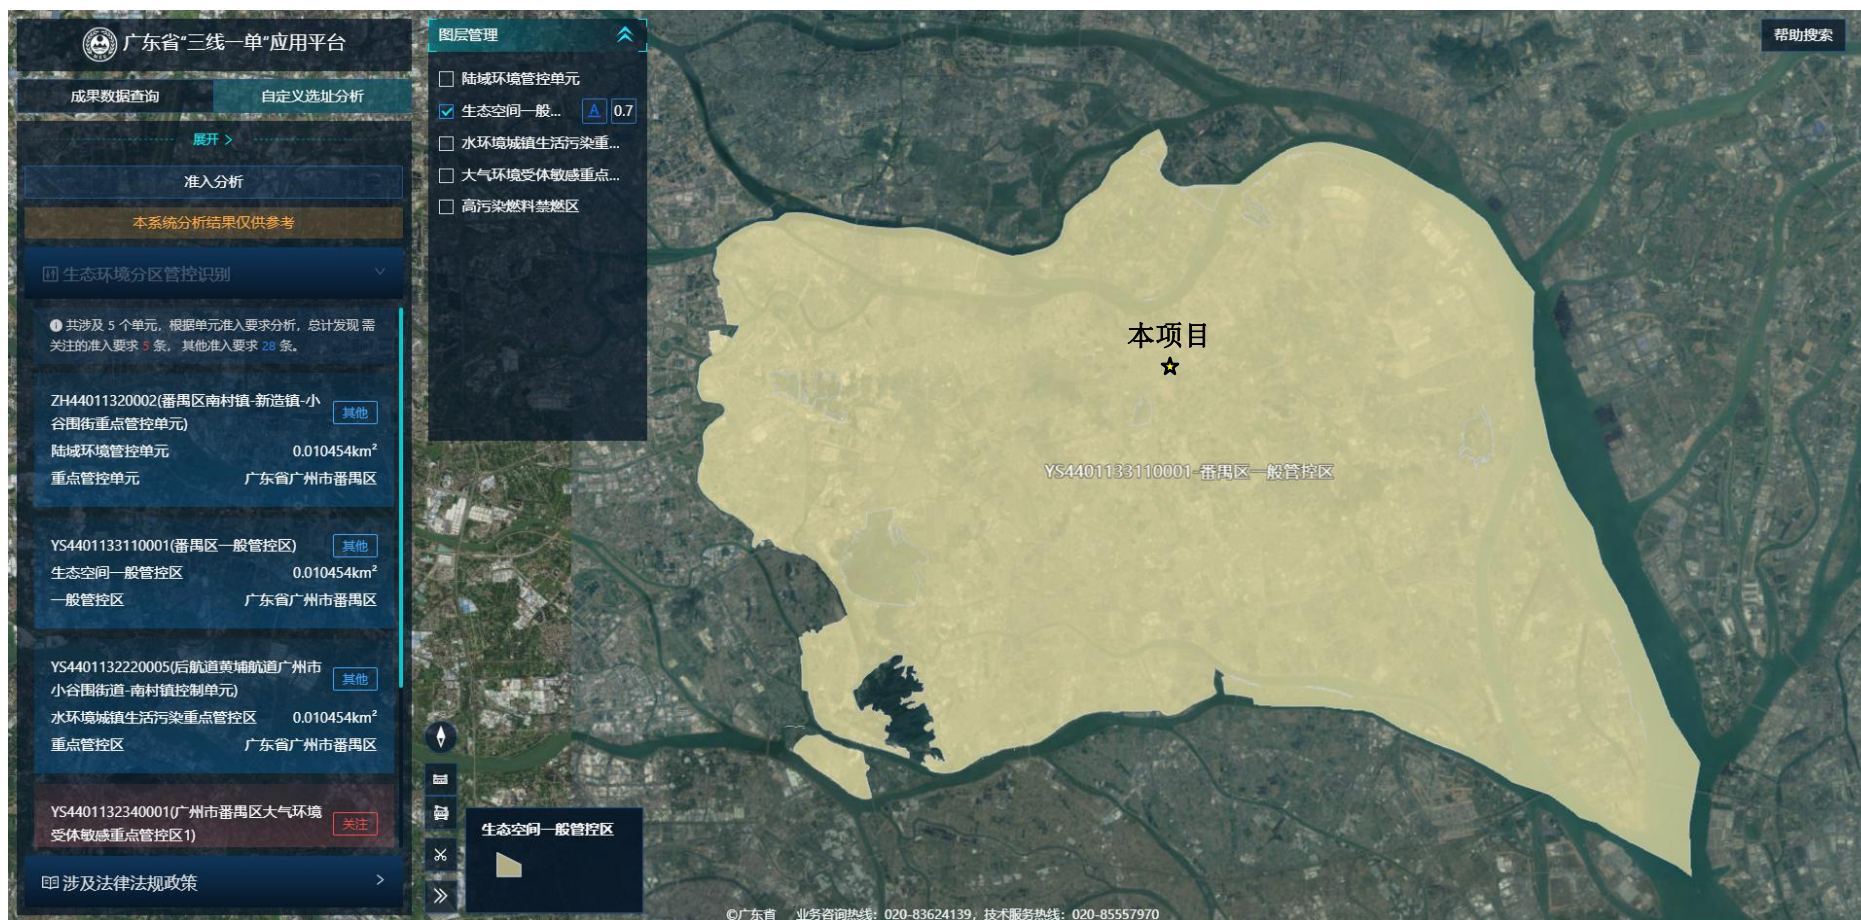 广东省“三线一单”应用平台
成果数据查询
自定义选址分析
展开 >
准入分析
本系统分析结果仅供参考
生态环境分区管控识别
共涉及 5 个单元，根据单元准入要求分析，总计发现 需
关注的准入要求 5 条， 其他准入要求 28 条。
ZH44011320002(番禺区南村镇-新造镇-小
谷围街重点管控单元)
其他
陆域环境管控单元 0.010454km²
重点管控单元 广东省广州市番禺区
YS4401133110001(番禺区一般管控区) 其他
生态空间一般管控区 0.010454km²
一般管控区 广东省广州市番禺区
YS4401132220005(后航道黄埔航道广州市
小谷围街道-南村镇控制单元)
其他
水环境城镇生活污染重点管控区 0.010454km²
重点管控区 广东省广州市番禺区
YS4401132340001(广州市番禺区大气环境
受体敏感重点管控区1)
关注
涉及法律法规政策
图层管理
陆域环境管控单元
生态空间一般... A 0.7
水环境城镇生活污染重...
大气环境受体敏感重点...
高污染燃料禁燃区
帮助搜索
本项目
YS4401133110001-番禺区一般管控区
生态空间一般管控区
©广东省 业务咨询热线：020-83624139，技术服务热线：020-85557970